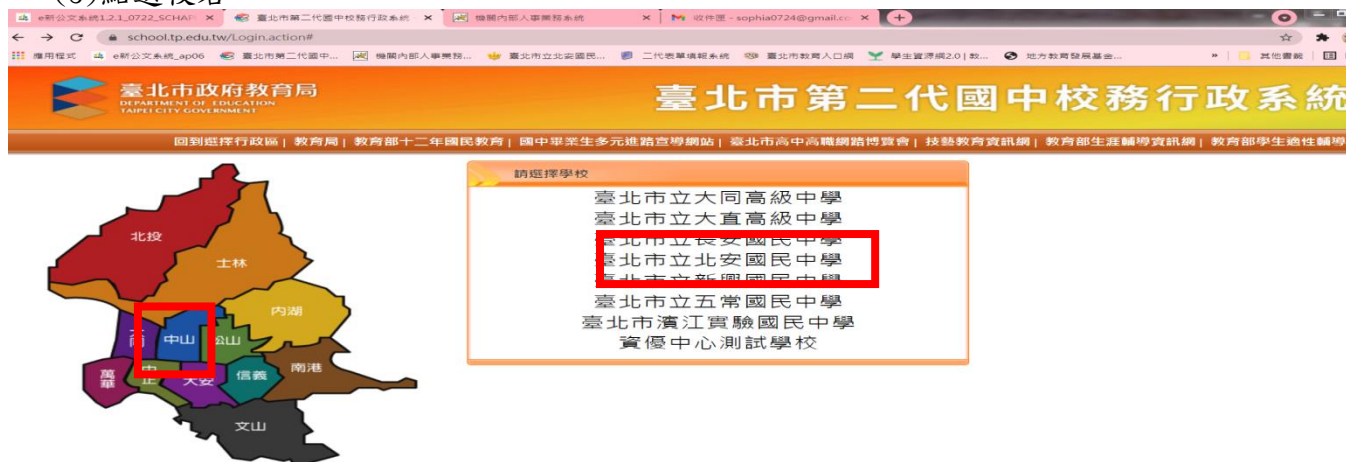 e新公文系統1.2.1_0722_SCHAP
臺北市第二代國中校務行政系統
機關內部人事業務系統
收件匣 - sophia0724@gmail.co
school.tp.edu.tw/Login.action#
應用程式 e新公文系統_ap06 臺北市第二代國中... 機關內部人事業務... 臺北市立北安國民... 二代表單填報系統 臺北市教育人口網 學生資源網2.0 | 教... 地方教育發展基金... » 其他書籤
臺北市政府教育局
DEPARTMENT OF EDUCATION
TAIPEI CITY GOVERNMENT
臺北市第二代國中校務行政系統
回到選擇行政區 | 教育局 | 教育部十二年國民教育 | 國中畢業生多元進路宣導網站 | 臺北市高中高職網路博覽會 | 技藝教育資訊網 | 教育部生涯輔導資訊網 | 教育部學生適性輔導
請選擇學校
臺北市立大同高級中學
臺北市立大直高級中學
臺北市立長安國民中學
臺北市立北安國民中學
臺北市立新興國民中學
臺北市立五常國民中學
臺北市濱江實驗國民中學
資優中心測試學校
北投
士林
內湖
中山
松山
南港
信義
大安
萬華
文山